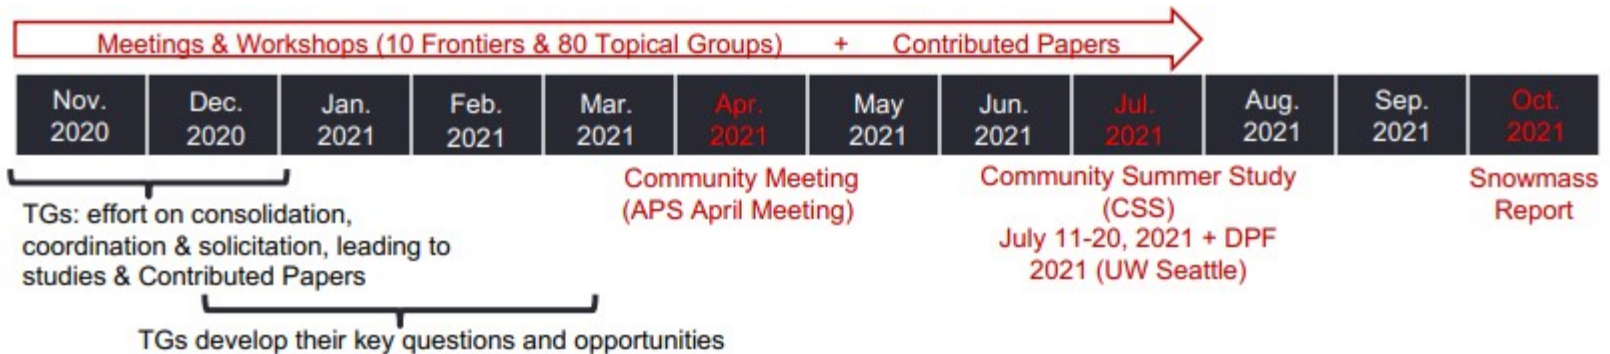 Meetings & Workshops (10 Frontiers & 80 Topical Groups) + Contributed Papers
Nov. 2020
Dec. 2020
Jan. 2021
Feb. 2021
Mar. 2021
Apr. 2021
May 2021
Jun. 2021
Jul. 2021
Aug. 2021
Sep. 2021
Oct. 2021
TGs: effort on consolidation,
coordination & solicitation, leading to
studies & Contributed Papers
TGs develop their key questions and opportunities
Community Meeting
(APS April Meeting)
Community Summer Study
(CSS)
July 11-20, 2021 + DPF
2021 (UW Seattle)
Snowmass
Report